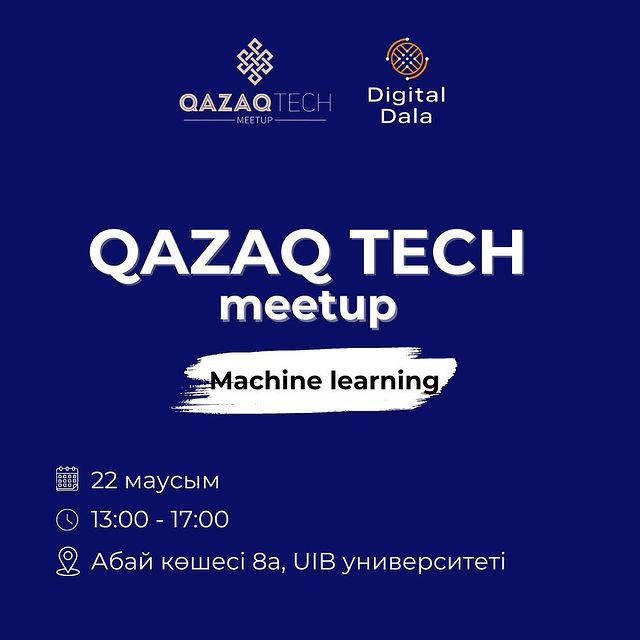 QAZAQTECH
MEETUP
Digital
Dala
QAZAQ TECH
meetup
Machine learning
22 маусым
13:00 - 17:00
Абай көшесі 8а, UIB университеті